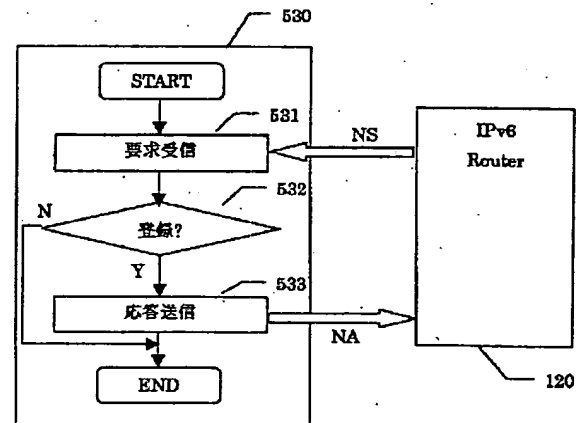 530
START
531
要求受信
NS
IPv6
Router
532
N
登録?
Y
533
応答送信
NA
END
120